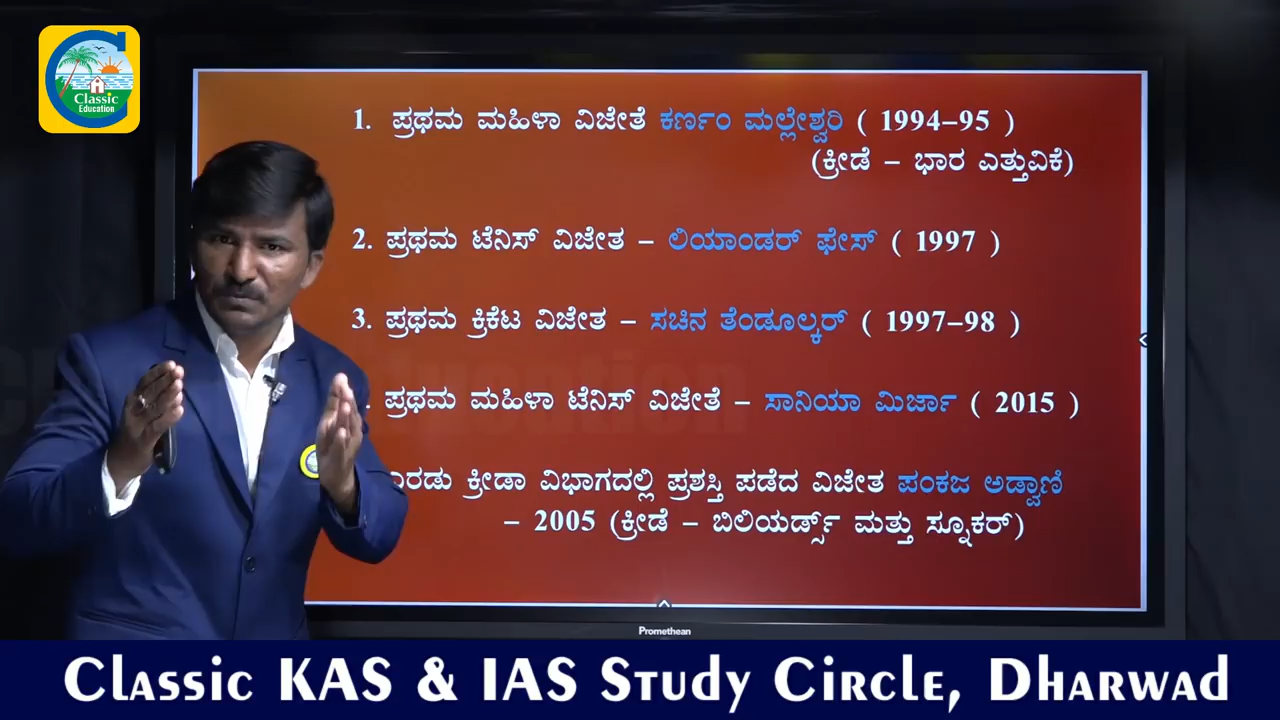 Classic
Education
1. ಪ್ರಥಮ ಮಹಿಳಾ ವಿಜೇತೆ ಕರ್ಣಂ ಮಲ್ಲೇಶ್ವರಿ ( 1994-95 )
(ಕ್ರೀಡೆ – ಭಾರ ಎತ್ತುವಿಕೆ)
2. ಪ್ರಥಮ ಟೆನಿಸ್ ವಿಜೇತ – ಲಿಯಾಂಡರ್ ಫೇಸ್ ( 1997 )
3. ಪ್ರಥಮ ಕ್ರಿಕೆಟ ವಿಜೇತ – ಸಚಿನ ತೆಂಡೂಲ್ಕರ್ ( 1997-98 )
. ಪ್ರಥಮ ಮಹಿಳಾ ಟೆನಿಸ್ ವಿಜೇತೆ – ಸಾನಿಯಾ ಮಿರ್ಜಾ ( 2015 )
ಕ್ರೀಡಾ ವಿಭಾಗದಲ್ಲಿ ಪ್ರಶಸ್ತಿ ಪಡೆದ ವಿಜೇತ ಪಂಕಜ ಅಡ್ವಾಣಿ
– 2005 (ಕ್ರೀಡೆ – ಬಿಲಿಯರ್ಡ್ಸ್ ಮತ್ತು ಸ್ನೂಕರ್)
Promethean
Classic KAS & IAS Study Circle, Dharwad